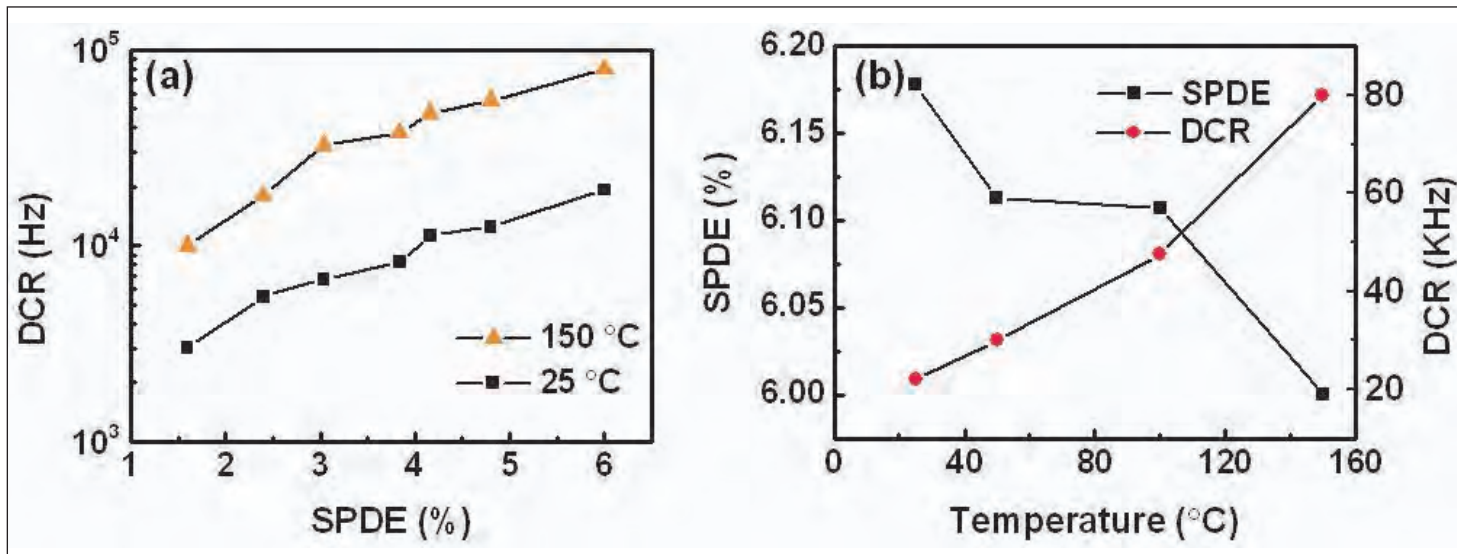 (a)
DCR (Hz)
10⁵
10⁴
10³
150 °C
25 °C
1 2 3 4 5 6
SPDE (%)
(b)
SPDE (%)
6.20
6.15
6.10
6.05
6.00
SPDE
DCR
80
60
40
20
DCR (KHz)
0 40 80 120 160
Temperature (°C)